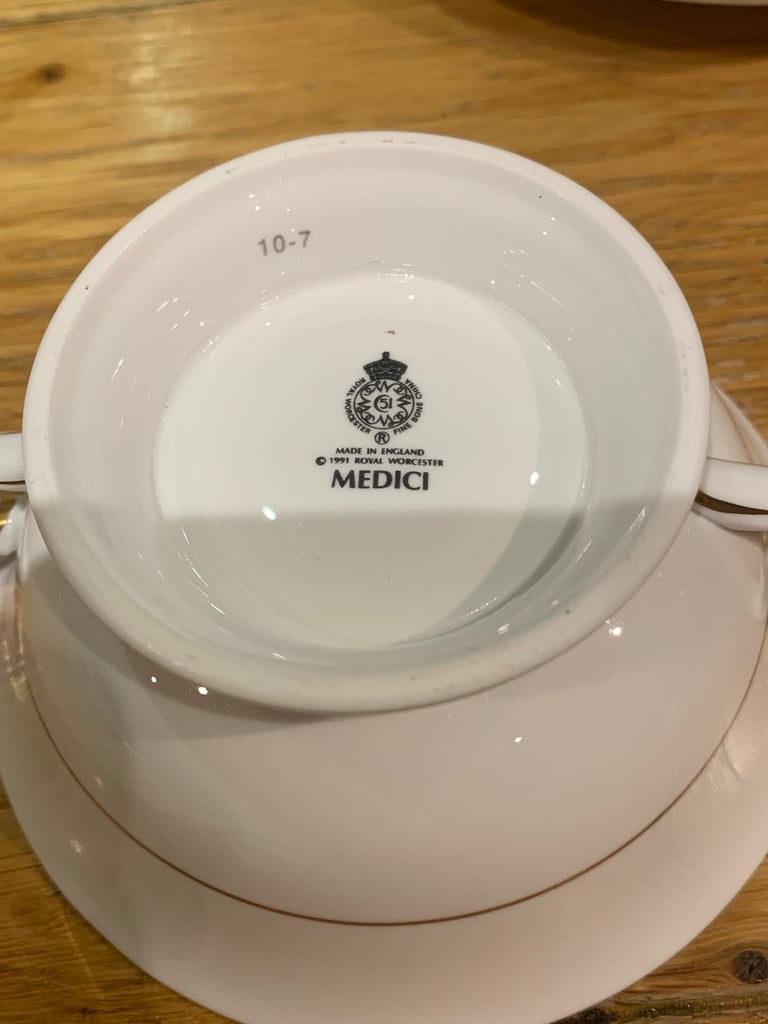 10-7
ROYAL WORCESTER FINE BONE CHINA
51
®
MADE IN ENGLAND
© 1991 ROYAL WORCESTER
MEDICI